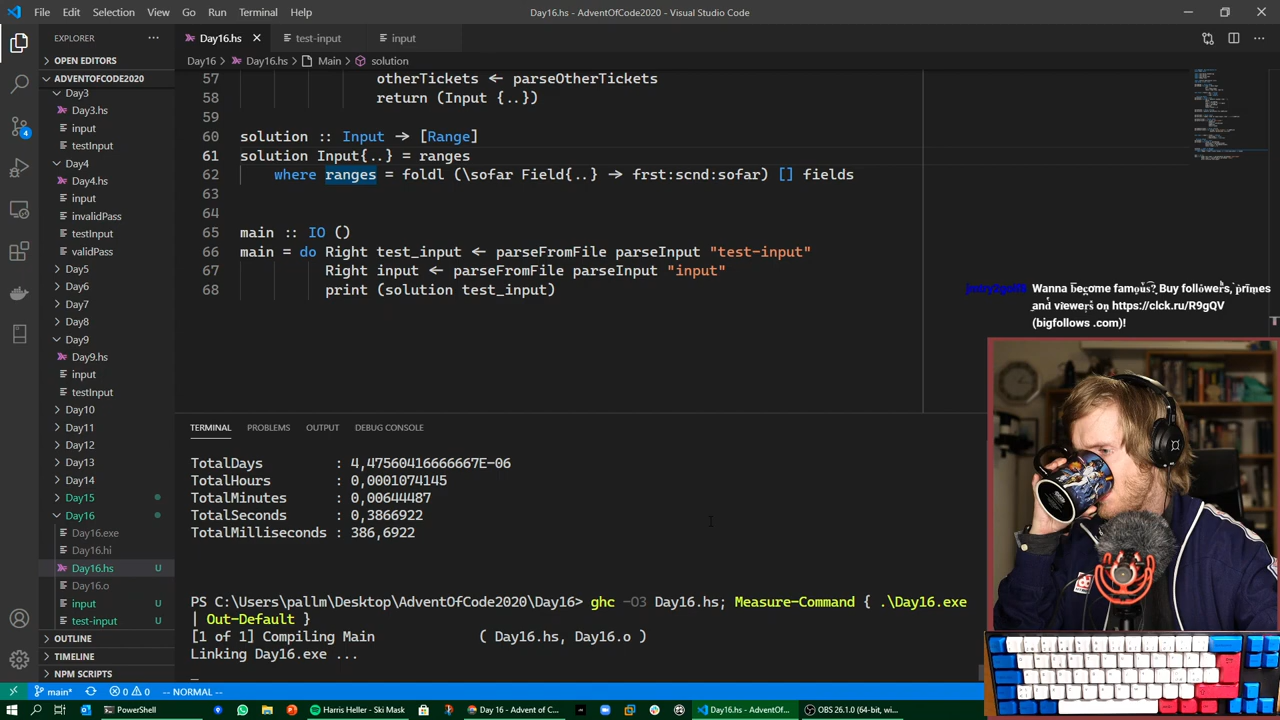 File Edit Selection View Go Run Terminal Help
Day16.hs - AdventOfCode2020 - Visual Studio Code
EXPLORER
OPEN EDITORS
ADVENTOFCODE2020
Day3
Day3.hs
input
testInput
Day4
Day4.hs
input
invalidPass
testInput
validPass
Day5
Day6
Day7
Day8
Day9
Day9.hs
input
testInput
Day10
Day11
Day12
Day13
Day14
Day15
Day16
Day16.exe
Day16.hi
Day16.hs U
Day16.o
input U
test-input U
OUTLINE
TIMELINE
NPM SCRIPTS
4
Day16.hs test-input input
Day16 > Day16.hs > Main > solution
57 otherTickets ← parseOtherTickets
58 return (Input {..})
59
60 solution :: Input → [Range]
61 solution Input{..} = ranges
62 where ranges = foldl (\sofar Field{..} → frst:scnd:sofar) [] fields
63
64
65 main :: IO ()
66 main = do Right test_input ← parseFromFile parseInput "test-input"
67 Right input ← parseFromFile parseInput "input"
68 print (solution test_input)
Wanna become famous? Buy followers, primes
and viewers on https://clck.ru/R9gQV
(bigfollows .com)!
TERMINAL PROBLEMS OUTPUT DEBUG CONSOLE
TotalDays : 4,47560416666667E-06
TotalHours : 0,0001074145
TotalMinutes : 0,00644487
TotalSeconds : 0,3866922
TotalMilliseconds : 386,6922
PS C:\Users\pallm\Desktop\AdventOfCode2020\Day16> ghc -O3 Day16.hs; Measure-Command { .\Day16.exe
| Out-Default }
[1 of 1] Compiling Main ( Day16.hs, Day16.o )
Linking Day16.exe ...
main* 0 0 -- NORMAL --
PowerShell
Harris Heller - Ski Mask
Day 16 - Advent of C...
Day16.hs - AdventOf...
OBS 26.1.0 (64-bit, wi...